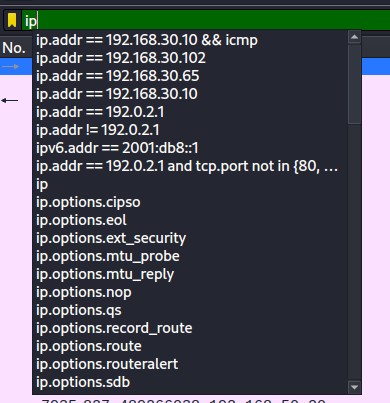 ip
No.
ip.addr == 192.168.30.10 && icmp
ip.addr == 192.168.30.102
ip.addr == 192.168.30.65
ip.addr == 192.168.30.10
ip.addr == 192.0.2.1
ip.addr != 192.0.2.1
ipv6.addr == 2001:db8::1
ip.addr == 192.0.2.1 and tcp.port not in {80, ...
ip
ip.options.cipso
ip.options.eol
ip.options.ext_security
ip.options.mtu_probe
ip.options.mtu_reply
ip.options.nop
ip.options.qs
ip.options.record_route
ip.options.route
ip.options.routeralert
ip.options.sdb